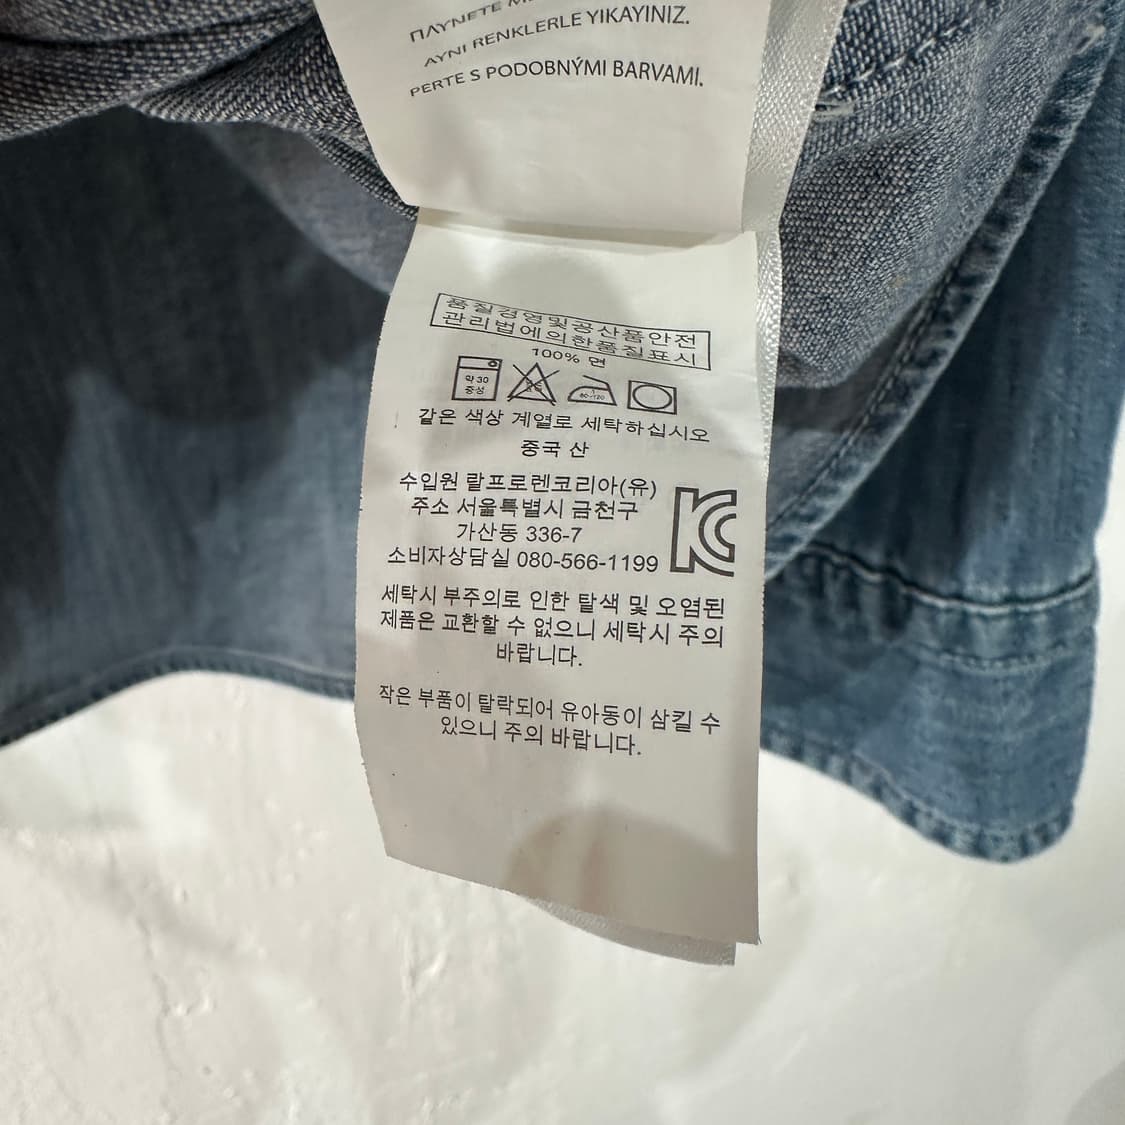 ΠΛΥΝΕΤΕ
AYNI RENKLERLE YIKAYINIZ.
PERTE S PODOBNÝMI BARVAMI.
품질경영및공산품안전
관리법에의한품질표시
100% 면
약 30
중성
80~120
같은 색상 계열로 세탁하십시오
중국 산
수입원 랄프로렌코리아(유)
주소 서울특별시 금천구
가산동 336-7
소비자상담실 080-566-1199
세탁시 부주의로 인한 탈색 및 오염된
제품은 교환할 수 없으니 세탁시 주의
바랍니다.
작은 부품이 탈락되어 유아동이 삼킬 수
있으니 주의 바랍니다.